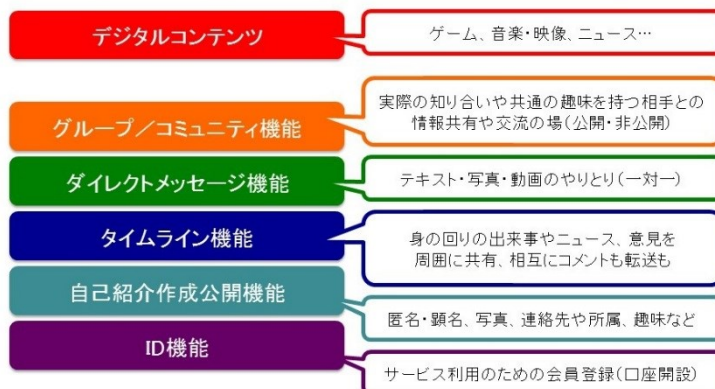 デジタルコンテンツ
ゲーム、音楽・映像、ニュース…
グループ／コミュニティ機能
実際の知り合いや共通の趣味を持つ相手との
情報共有や交流の場(公開・非公開)
ダイレクトメッセージ機能
テキスト・写真・動画のやりとり(一対一)
タイムライン機能
身の回りの出来事やニュース、意見を
周囲に共有、相互にコメントも転送も
自己紹介作成公開機能
匿名・顕名、写真、連絡先や所属、趣味など
ID機能
サービス利用のための会員登録(口座開設)